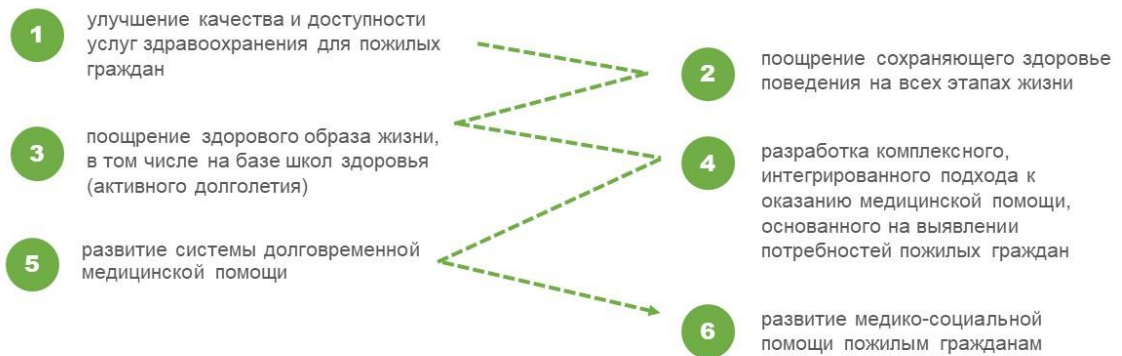 1
улучшение качества и доступности
услуг здравоохранения для пожилых
граждан
2
поощрение сохраняющего здоровье
поведения на всех этапах жизни
3
поощрение здорового образа жизни,
в том числе на базе школ здоровья
(активного долголетия)
4
разработка комплексного,
интегрированного подхода к
оказанию медицинской помощи,
основанного на выявлении
потребностей пожилых граждан
5
развитие системы долговременной
медицинской помощи
6
развитие медико-социальной
помощи пожилым гражданам